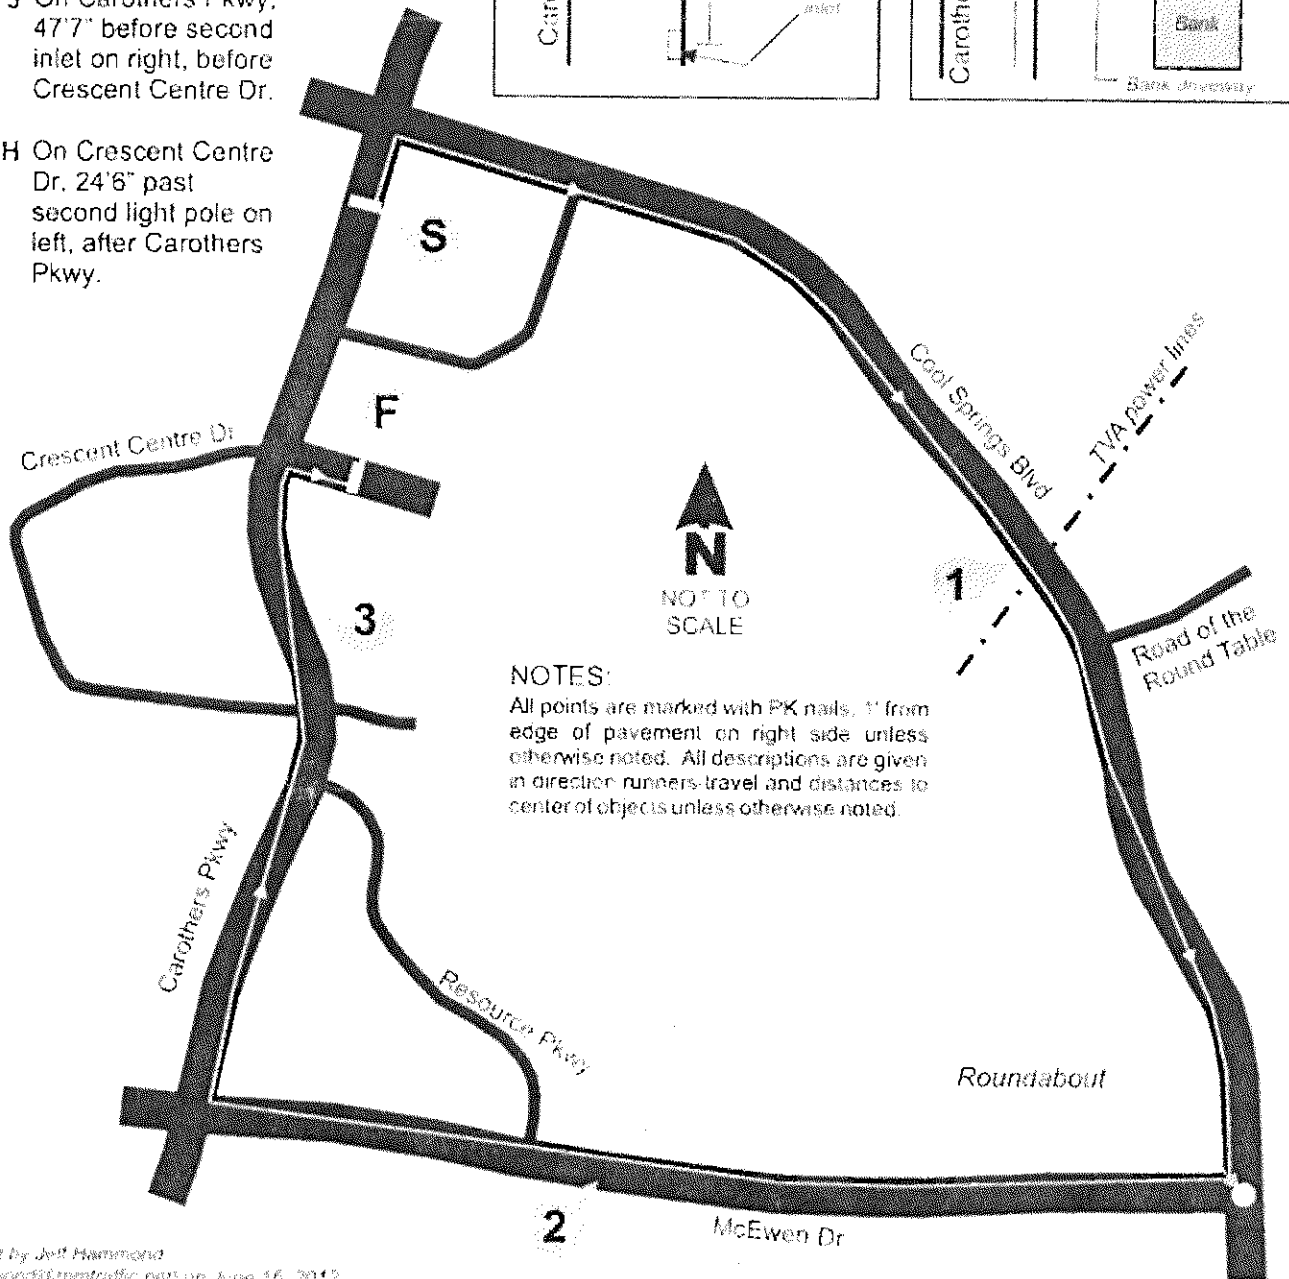 J On Carothers Pkwy,
47'7" before second
inlet on right, before
Crescent Centre Dr.
H On Crescent Centre
Dr, 24'6" past
second light pole on
left, after Carothers
Pkwy.
inlet
Bank
Bank driveway
S
F
Crescent Centre Dr
3
Cool Springs Blvd
TVA power lines
1
Road of the
Round Table
N
NOT TO
SCALE
NOTES:
All points are marked with PK nails, 1' from
edge of pavement on right side unless
otherwise noted. All descriptions are given
in direction runners travel and distances to
center of objects unless otherwise noted.
Carothers Pkwy
Resource Pkwy
Roundabout
2
McEwen Dr
by Jeff Hammond
on June 16, 2012